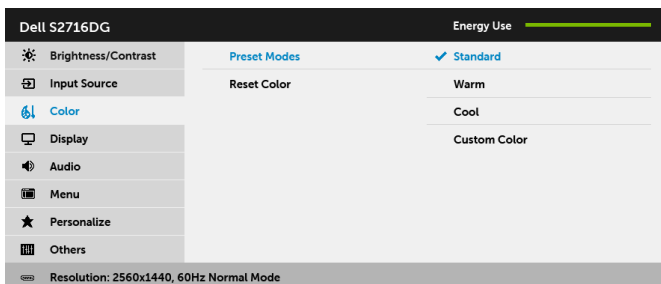 Dell S2716DG Energy Use
Brightness/Contrast Preset Modes Standard
Input Source Reset Color Warm
Color Cool
Display Custom Color
Audio
Menu
Personalize
Others
Resolution: 2560x1440, 60Hz Normal Mode